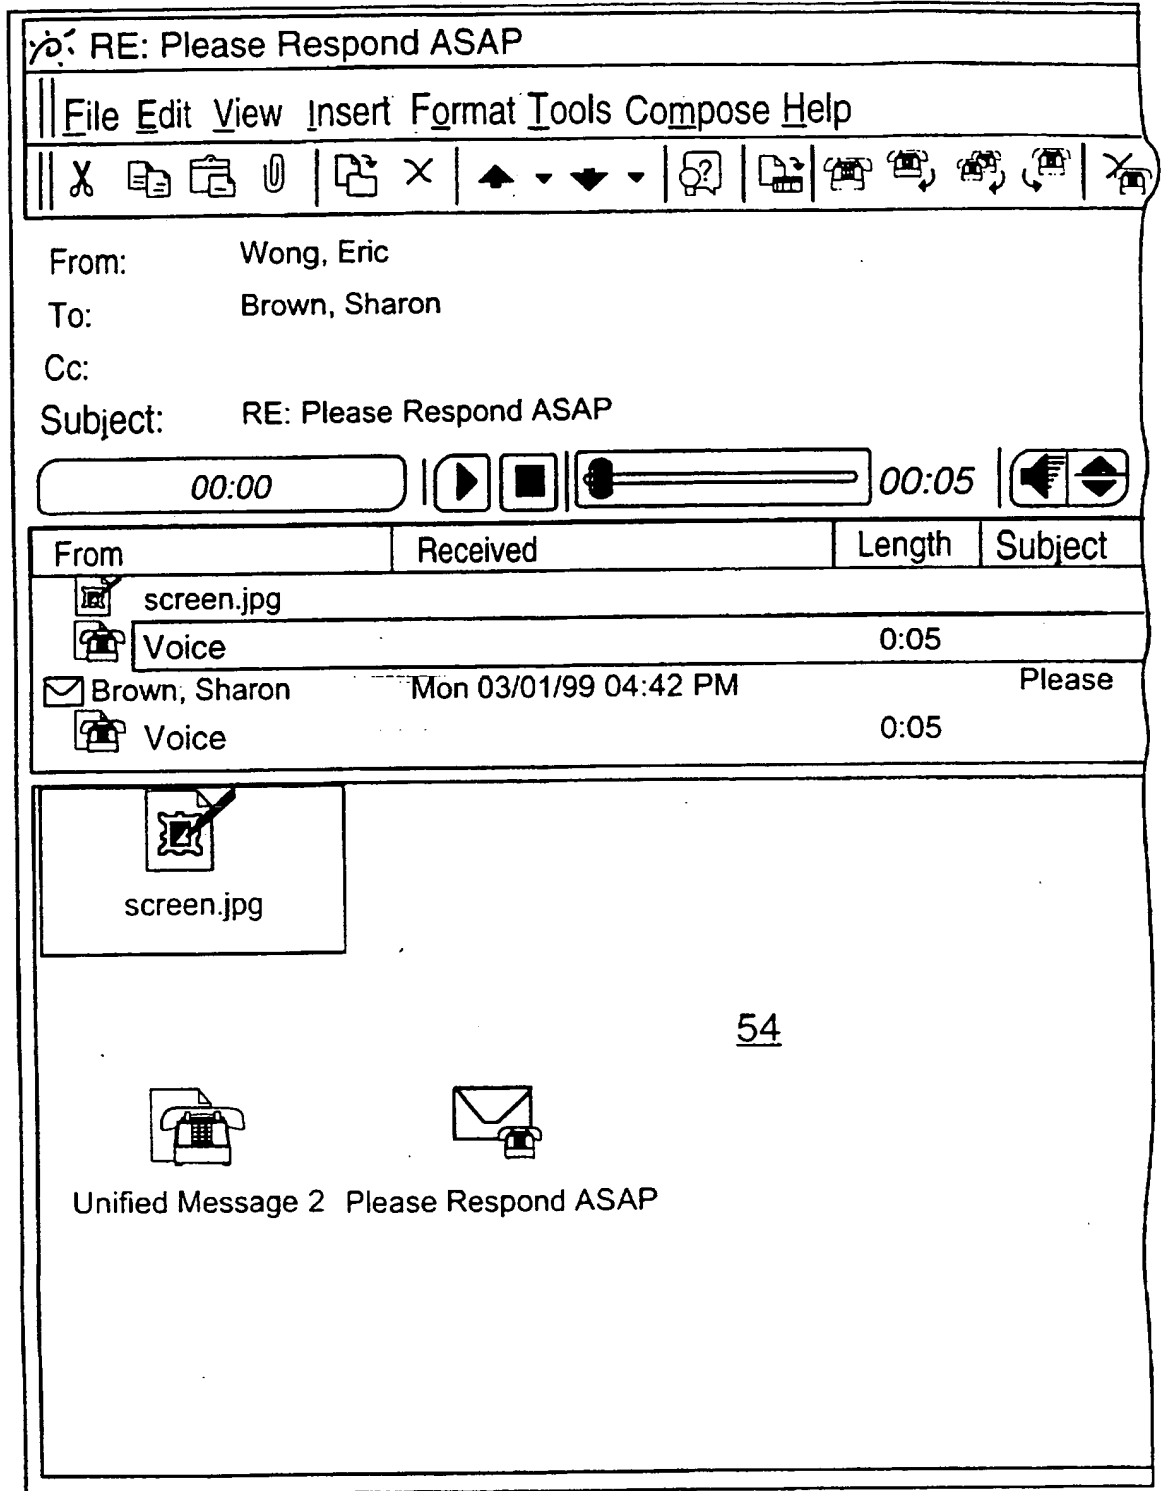 RE: Please Respond ASAP
File Edit View Insert Format Tools Compose Help
From: Wong, Eric
To: Brown, Sharon
Cc:
Subject: RE: Please Respond ASAP
00:00 00:05
From Received Length Subject
screen.jpg
Voice 0:05
Brown, Sharon Mon 03/01/99 04:42 PM Please
Voice 0:05
screen.jpg
54
Unified Message 2 Please Respond ASAP